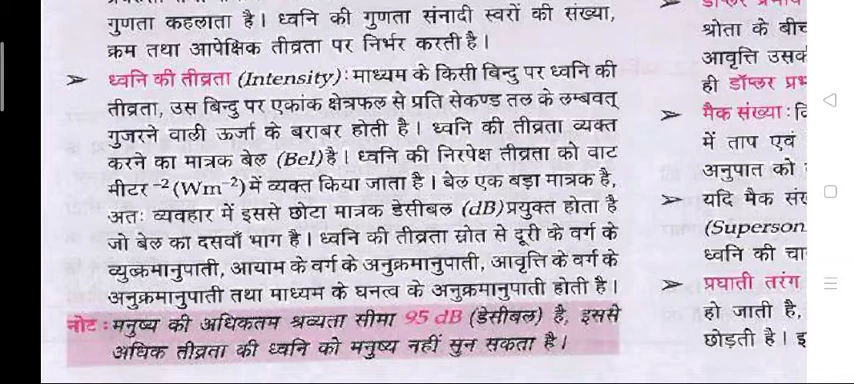 गुणता कहलाता है। ध्वनि की गुणता संनादी स्वरों की संख्या,
क्रम तथा आपेक्षिक तीव्रता पर निर्भर करती है।
➢ ध्वनि की तीव्रता (Intensity): माध्यम के किसी बिन्दु पर ध्वनि की
तीव्रता, उस बिन्दु पर एकांक क्षेत्रफल से प्रति सेकण्ड तल के लम्बवत्
गुजरने वाली ऊर्जा के बराबर होती है। ध्वनि की तीव्रता व्यक्त
करने का मात्रक बेल (Bel) है। ध्वनि की निरपेक्ष तीव्रता को वाट
मीटर⁻² (Wm⁻²) में व्यक्त किया जाता है। बेल एक बड़ा मात्रक है,
अतः व्यवहार में इससे छोटा मात्रक डेसीबल (dB) प्रयुक्त होता है
जो बेल का दसवाँ भाग है। ध्वनि की तीव्रता स्रोत से दूरी के वर्ग के
व्युत्क्रमानुपाती, आयाम के वर्ग के अनुक्रमानुपाती, आवृत्ति के वर्ग के
अनुक्रमानुपाती तथा माध्यम के घनत्व के अनुक्रमानुपाती होती है।
नोट : मनुष्य की अधिकतम श्रव्यता सीमा 95 dB (डेसीबल) है, इससे
अधिक तीव्रता की ध्वनि को मनुष्य नहीं सुन सकता है।
श्रोता के बीच
आवृत्ति उसक
ही डॉप्लर प्रभ
➢ मैक संख्या :
में ताप एवं
अनुपात को
➢ यदि मैक संख
(Superson
ध्वनि की चा
➢ प्रघाती तरंग
हो जाती है,
छोड़ती है। इ